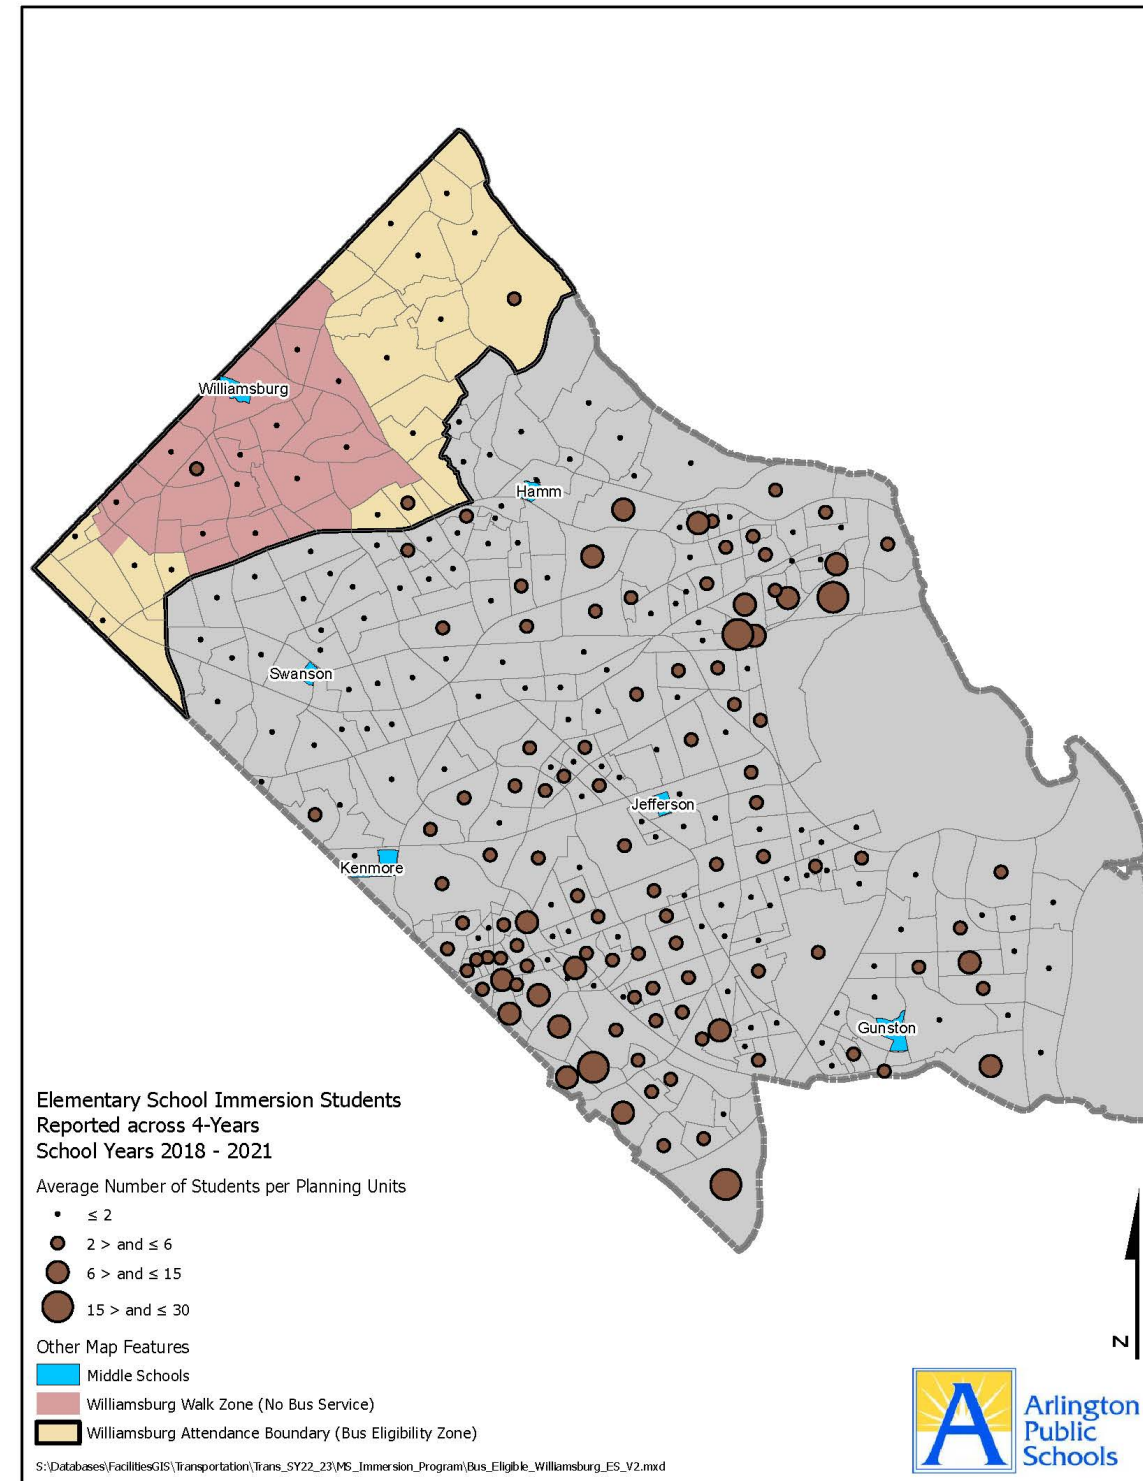 Williamsburg
Hamm
Swanson
Jefferson
Kenmore
Gunston
Elementary School Immersion Students
Reported across 4-Years
School Years 2018 - 2021
Average Number of Students per Planning Units
≤ 2
2 > and ≤ 6
6 > and ≤ 15
15 > and ≤ 30
Other Map Features
Middle Schools
Williamsburg Walk Zone (No Bus Service)
Williamsburg Attendance Boundary (Bus Eligibility Zone)
S:\Databases\FacilitiesGIS\Transportation\Trans_SY22_23\MS_Immersion_Program\Bus_Eligible_Williamsburg_ES_V2.mxd
N
A
Arlington
Public
Schools